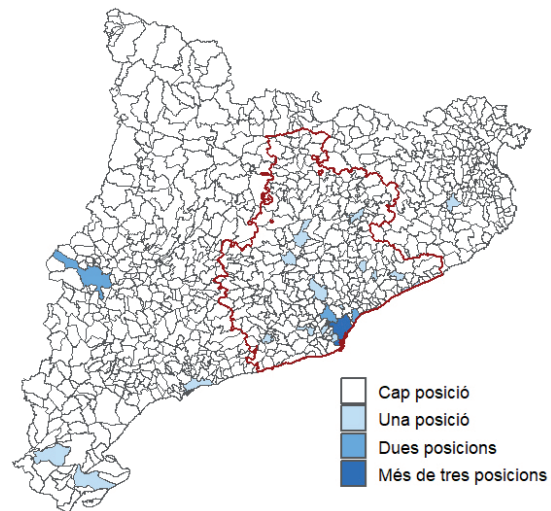 Cap posició
Una posició
Dues posicions
Més de tres posicions